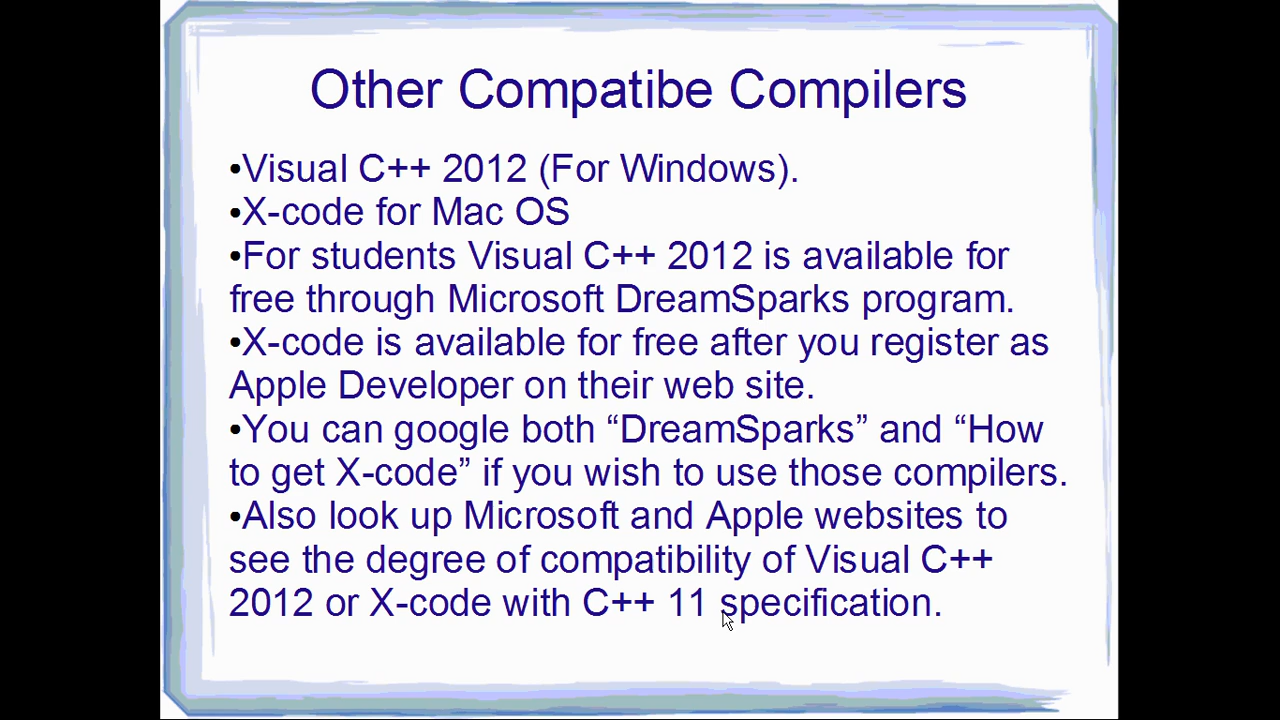 Other Compatibe Compilers
•Visual C++ 2012 (For Windows).
•X-code for Mac OS
•For students Visual C++ 2012 is available for
free through Microsoft DreamSparks program.
•X-code is available for free after you register as
Apple Developer on their web site.
•You can google both “DreamSparks” and “How
to get X-code” if you wish to use those compilers.
•Also look up Microsoft and Apple websites to
see the degree of compatibility of Visual C++
2012 or X-code with C++ 11 specification.